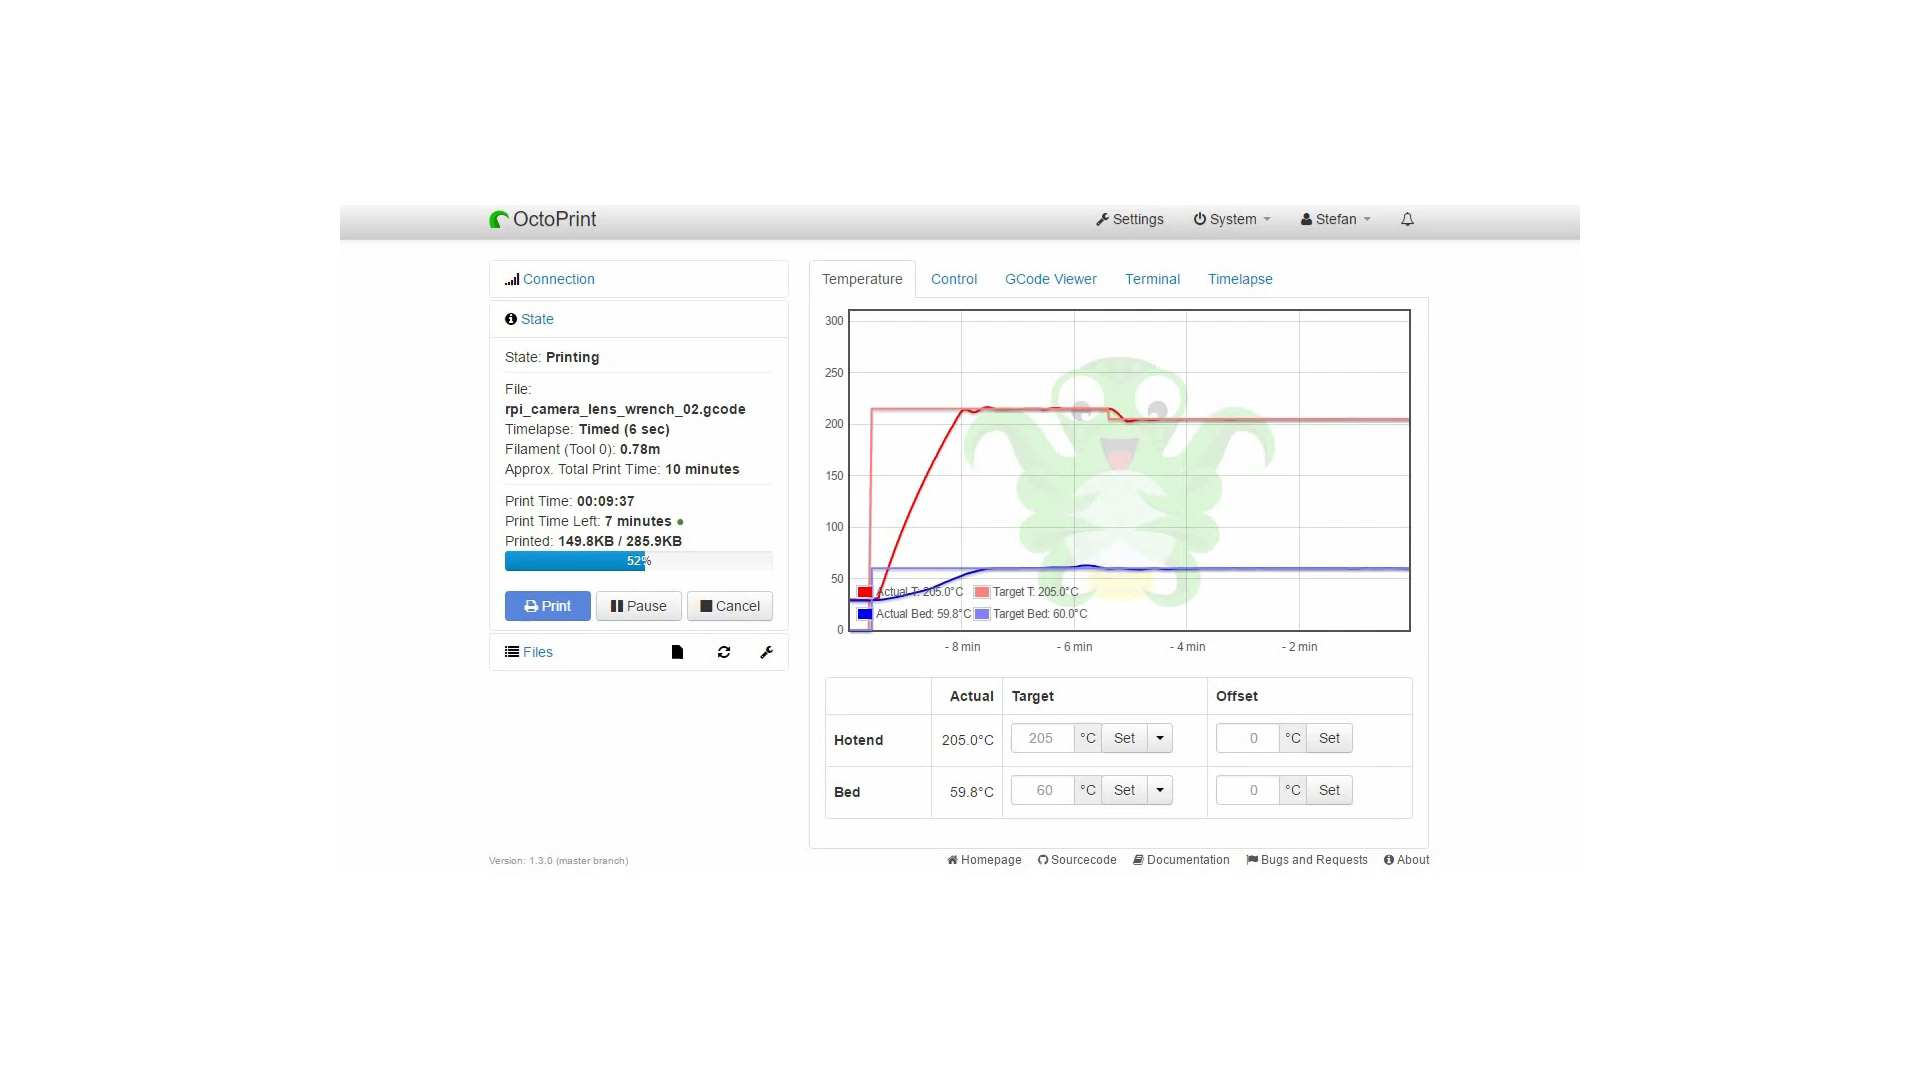 OctoPrint
Settings System Stefan
Connection
State
State: Printing
File:
rpi_camera_lens_wrench_02.gcode
Timelapse: Timed (6 sec)
Filament (Tool 0): 0.78m
Approx. Total Print Time: 10 minutes
Print Time: 00:09:37
Print Time Left: 7 minutes
Printed: 149.8KB / 285.9KB
52%
Print Pause Cancel
Files
Temperature Control GCode Viewer Terminal Timelapse
300
250
200
150
100
50
0
Actual T: 205.0°C Target T: 205.0°C
Actual Bed: 59.8°C Target Bed: 60.0°C
- 8 min - 6 min - 4 min - 2 min
Actual Target Offset
Hotend 205.0°C 205 °C Set 0 °C Set
Bed 59.8°C 60 °C Set 0 °C Set
Version: 1.3.0 (master branch)
Homepage Sourcecode Documentation Bugs and Requests About